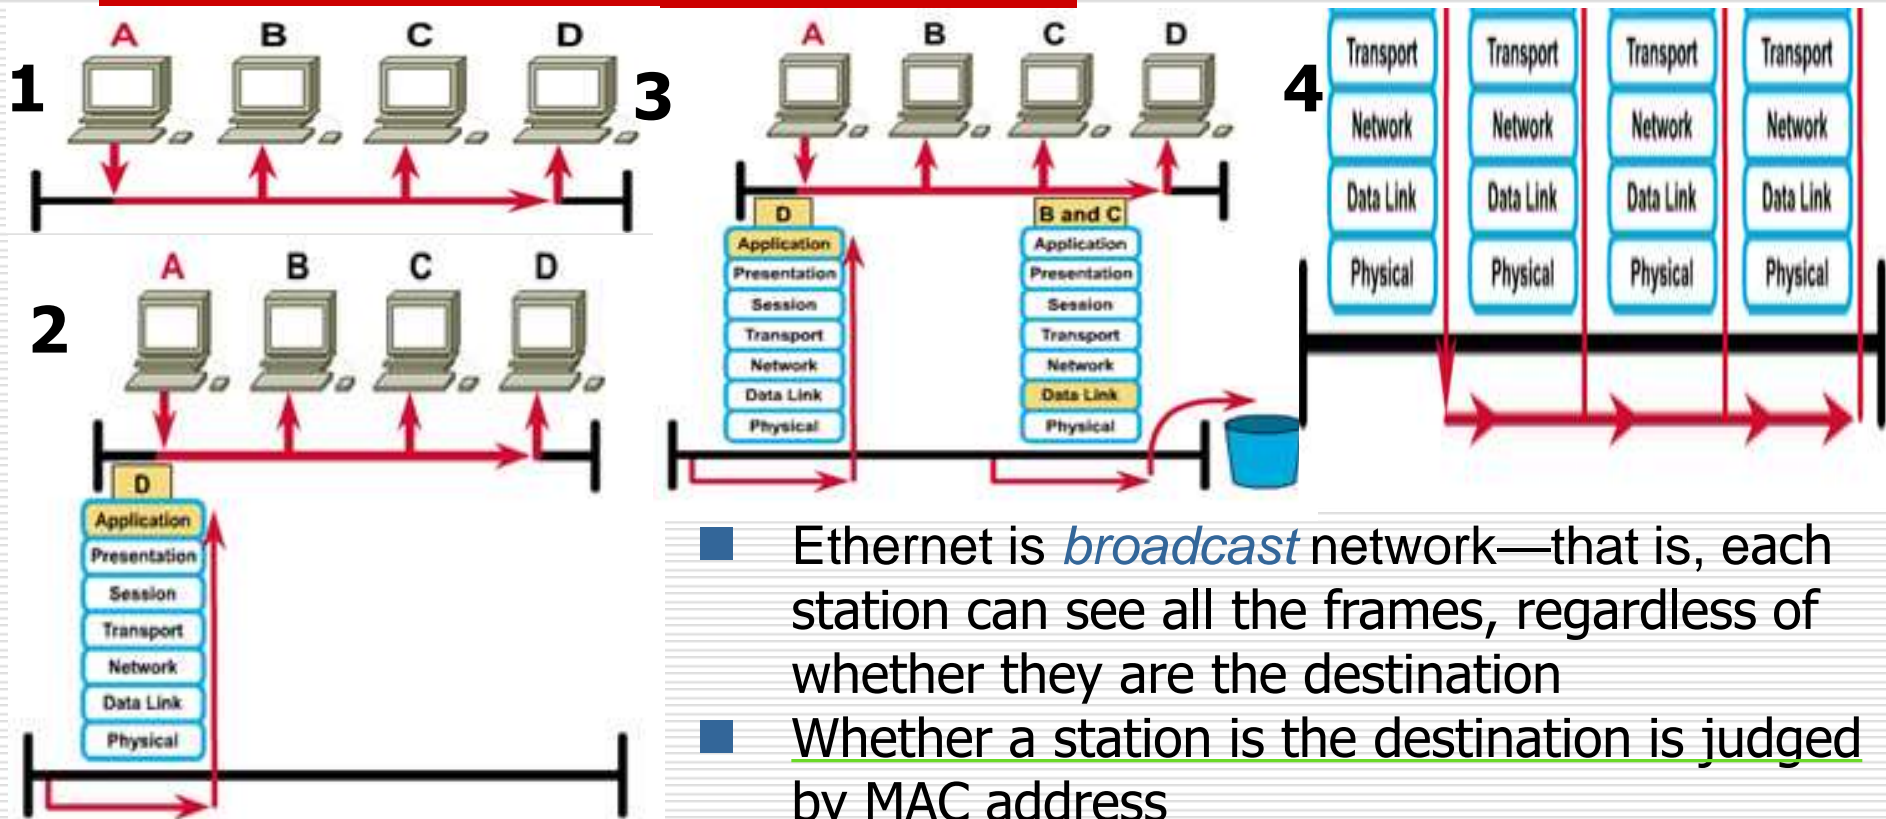 1
A B C D
2
A B C D
D
Application
Presentation
Session
Transport
Network
Data Link
Physical
3
A B C D
D
Application
Presentation
Session
Transport
Network
Data Link
Physical
B and C
Application
Presentation
Session
Transport
Network
Data Link
Physical
4
Transport Transport Transport Transport
Network Network Network Network
Data Link Data Link Data Link Data Link
Physical Physical Physical Physical
Ethernet is broadcast network—that is, each
station can see all the frames, regardless of
whether they are the destination
Whether a station is the destination is judged
by MAC address